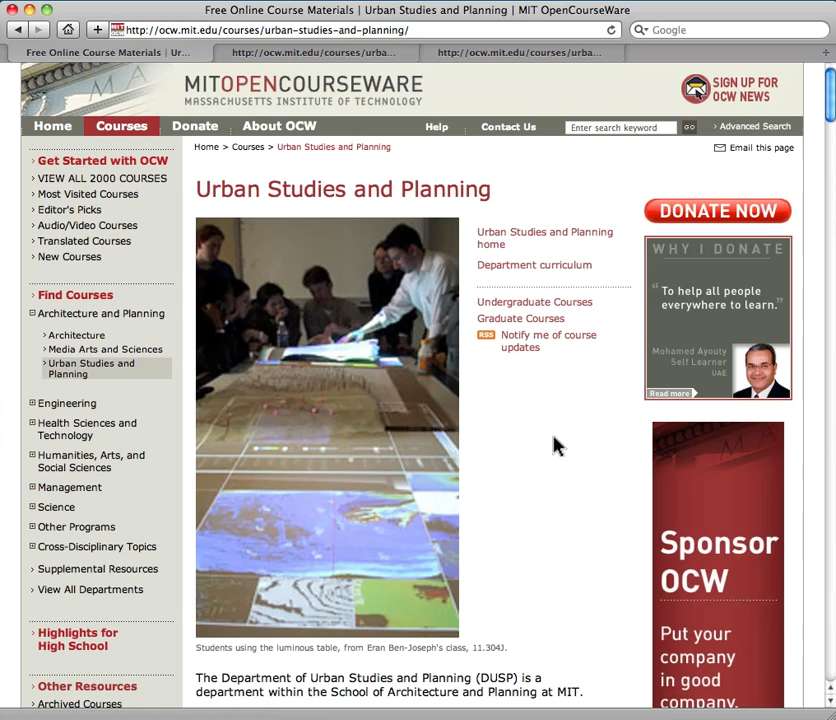 Free Online Course Materials | Urban Studies and Planning | MIT OpenCourseWare
http://ocw.mit.edu/courses/urban-studies-and-planning/
Google
Free Online Course Materials | Ur...
http://ocw.mit.edu/courses/urba...
http://ocw.mit.edu/courses/urba...
MITOPENCOURSEWARE
MASSACHUSETTS INSTITUTE OF TECHNOLOGY
SIGN UP FOR
OCW NEWS
Home
Courses
Donate
About OCW
Help
Contact Us
Enter search keyword
GO
Advanced Search
Home > Courses > Urban Studies and Planning
Email this page
Get Started with OCW
VIEW ALL 2000 COURSES
Most Visited Courses
Editor's Picks
Audio/Video Courses
Translated Courses
New Courses
Find Courses
Architecture and Planning
Architecture
Media Arts and Sciences
Urban Studies and
Planning
Engineering
Health Sciences and
Technology
Humanities, Arts, and
Social Sciences
Management
Science
Other Programs
Cross-Disciplinary Topics
Supplemental Resources
View All Departments
Highlights for
High School
Other Resources
Archived Courses
Urban Studies and Planning
Urban Studies and Planning
home
Department curriculum
Undergraduate Courses
Graduate Courses
RSS Notify me of course
updates
Students using the luminous table, from Eran Ben-Joseph's class, 11.304J.
The Department of Urban Studies and Planning (DUSP) is a
department within the School of Architecture and Planning at MIT.
DONATE NOW
WHY I DONATE
"To help all people
everywhere to learn."
Mohamed Ayouty
Self Learner
UAE
Read more
Sponsor
OCW
Put your
company
in good
company.